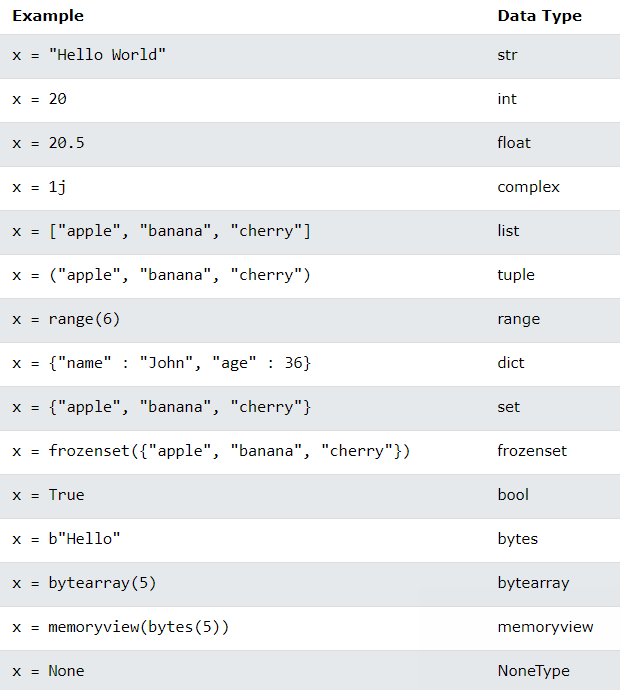 Example Data Type
x = "Hello World" str
x = 20 int
x = 20.5 float
x = 1j complex
x = ["apple", "banana", "cherry"] list
x = ("apple", "banana", "cherry") tuple
x = range(6) range
x = {"name" : "John", "age" : 36} dict
x = {"apple", "banana", "cherry"} set
x = frozenset({"apple", "banana", "cherry"}) frozenset
x = True bool
x = b"Hello" bytes
x = bytearray(5) bytearray
x = memoryview(bytes(5)) memoryview
x = None NoneType